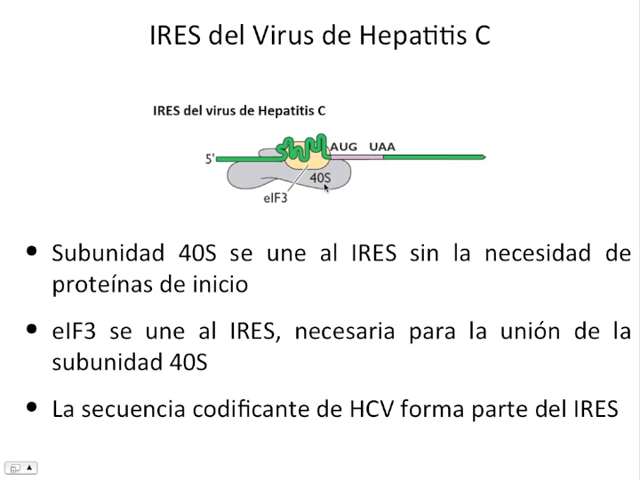 IRES del Virus de Hepatitis C
IRES del virus de Hepatitis C
5' AUG UAA
40S
eIF3
• Subunidad 40S se une al IRES sin la necesidad de
proteínas de inicio
• eIF3 se une al IRES, necesaria para la unión de la
subunidad 40S
• La secuencia codificante de HCV forma parte del IRES